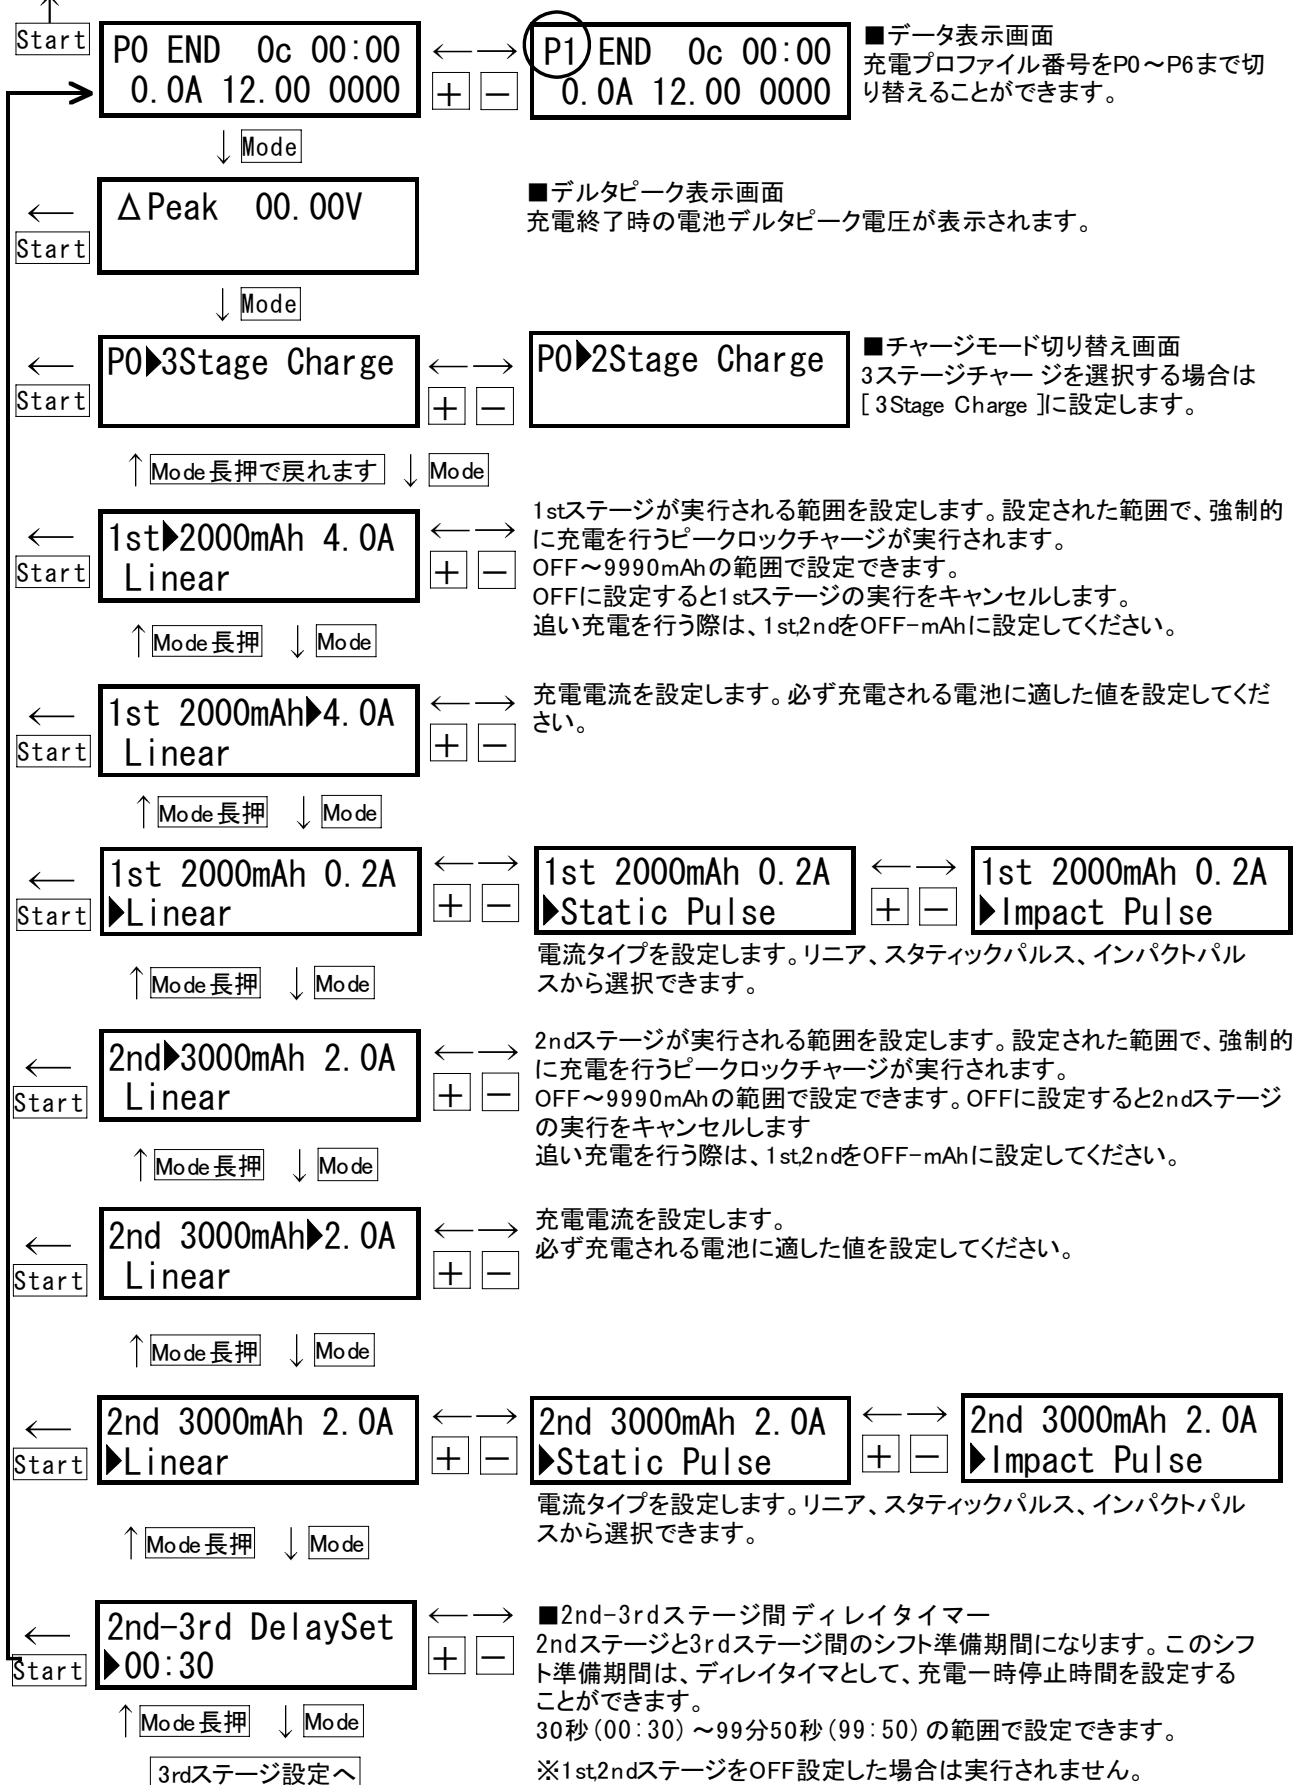 Start
P0 END 0c 00:00
0.0A 12.00 0000
←→
+ −
P1 END 0c 00:00
0.0A 12.00 0000
■データ表示画面
充電プロファイル番号をP0～P6まで切
り替えることができます。
↓ Mode
←
Start
ΔPeak 00.00V
■デルタピーク表示画面
充電終了時の電池デルタピーク電圧が表示されます。
↓ Mode
←
Start
P0▶3Stage Charge
←→
+ −
P0▶2Stage Charge
■チャージモード切り替え画面
3ステージチャージを選択する場合は
[ 3Stage Charge ]に設定します。
↑ Mode長押で戻れます ↓ Mode
←
Start
1st▶2000mAh 4.0A
Linear
←→
+ −
1stステージが実行される範囲を設定します。設定された範囲で、強制的
に充電を行うピークロックチャージが実行されます。
OFF～9990mAhの範囲で設定できます。
OFFに設定すると1stステージの実行をキャンセルします。
追い充電を行う際は、1st,2ndをOFF-mAhに設定してください。
↑ Mode長押 ↓ Mode
←
Start
1st 2000mAh▶4.0A
Linear
←→
+ −
充電電流を設定します。必ず充電される電池に適した値を設定してくだ
さい。
↑ Mode長押 ↓ Mode
←
Start
1st 2000mAh 0.2A
▶Linear
←→
+ −
1st 2000mAh 0.2A
▶Static Pulse
←→
+ −
1st 2000mAh 0.2A
▶Impact Pulse
電流タイプを設定します。リニア、スタティックパルス、インパクトパル
スから選択できます。
↑ Mode長押 ↓ Mode
←
Start
2nd▶3000mAh 2.0A
Linear
←→
+ −
2ndステージが実行される範囲を設定します。設定された範囲で、強制的
に充電を行うピークロックチャージが実行されます。
OFF～9990mAhの範囲で設定できます。OFFに設定すると2ndステージ
の実行をキャンセルします
追い充電を行う際は、1st,2ndをOFF-mAhに設定してください。
↑ Mode長押 ↓ Mode
←
Start
2nd 3000mAh▶2.0A
Linear
←→
+ −
充電電流を設定します。
必ず充電される電池に適した値を設定してください。
↑ Mode長押 ↓ Mode
←
Start
2nd 3000mAh 2.0A
▶Linear
←→
+ −
2nd 3000mAh 2.0A
▶Static Pulse
←→
+ −
2nd 3000mAh 2.0A
▶Impact Pulse
電流タイプを設定します。リニア、スタティックパルス、インパクトパル
スから選択できます。
↑ Mode長押 ↓ Mode
←
Start
2nd-3rd DelaySet
▶00:30
←→
+ −
■2nd-3rdステージ間ディレイタイマー
2ndステージと3rdステージ間のシフト準備期間になります。このシフ
ト準備期間は、ディレイタイマとして、充電一時停止時間を設定する
ことができます。
30秒(00:30)～99分50秒(99:50)の範囲で設定できます。
↑ Mode長押 ↓ Mode
※1st,2ndステージをOFF設定した場合は実行されません。
3rdステージ設定へ